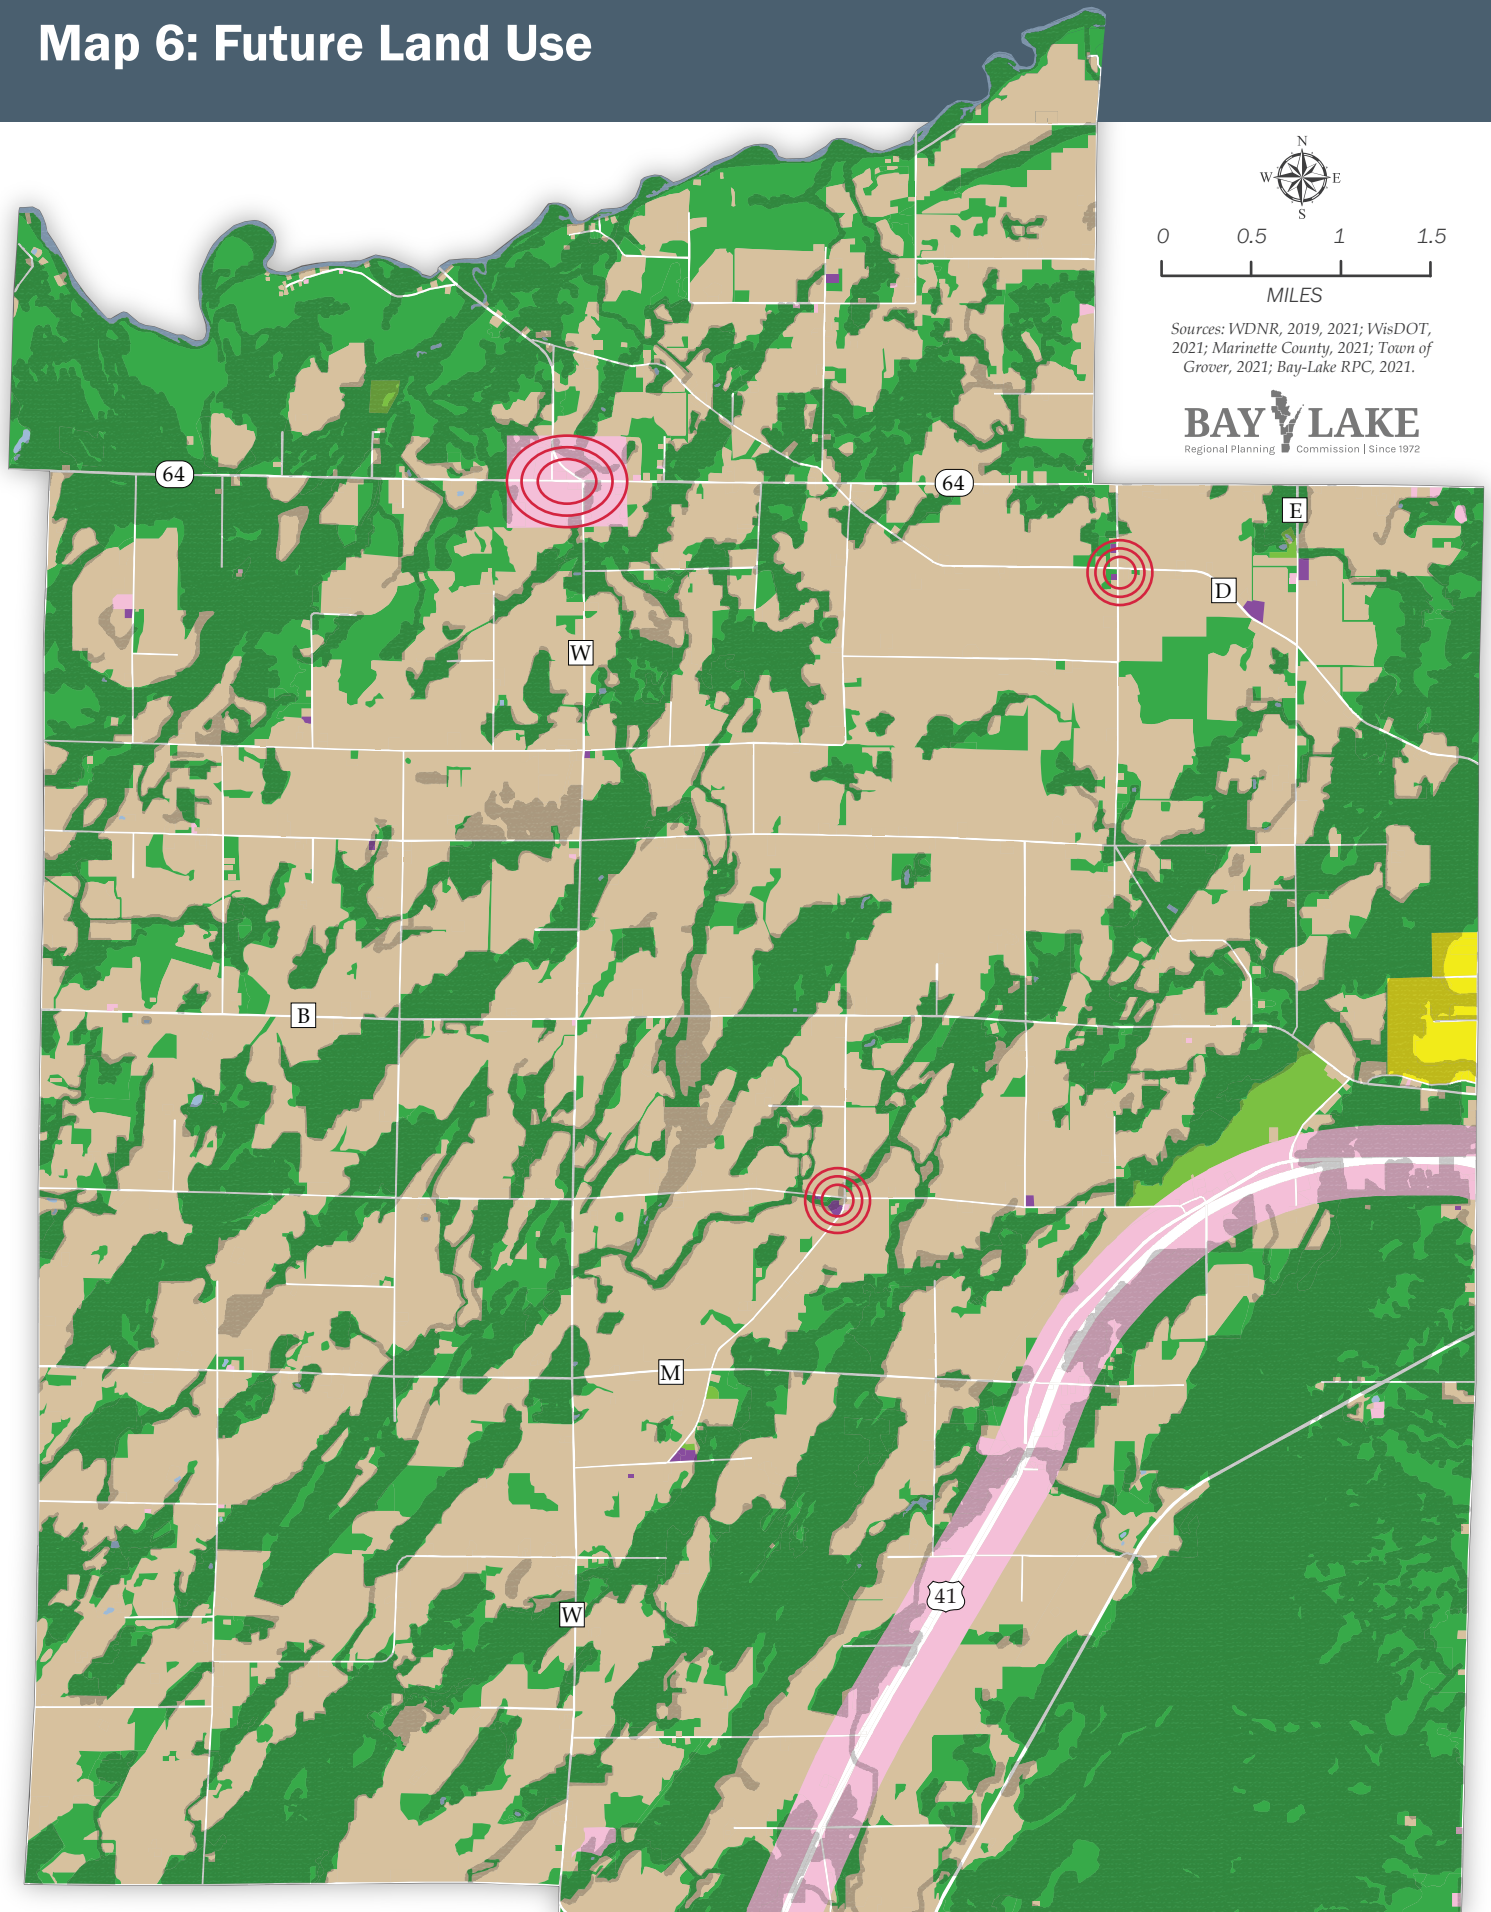 Map 6: Future Land Use
N
W E
S
0 0.5 1 1.5
MILES
Sources: WDNR, 2019, 2021; WisDOT,
2021; Marinette County, 2021; Town of
Grover, 2021; Bay-Lake RPC, 2021.
BAY LAKE
Regional Planning Commission | Since 1972
64
64
E
D
W
B
M
41
W